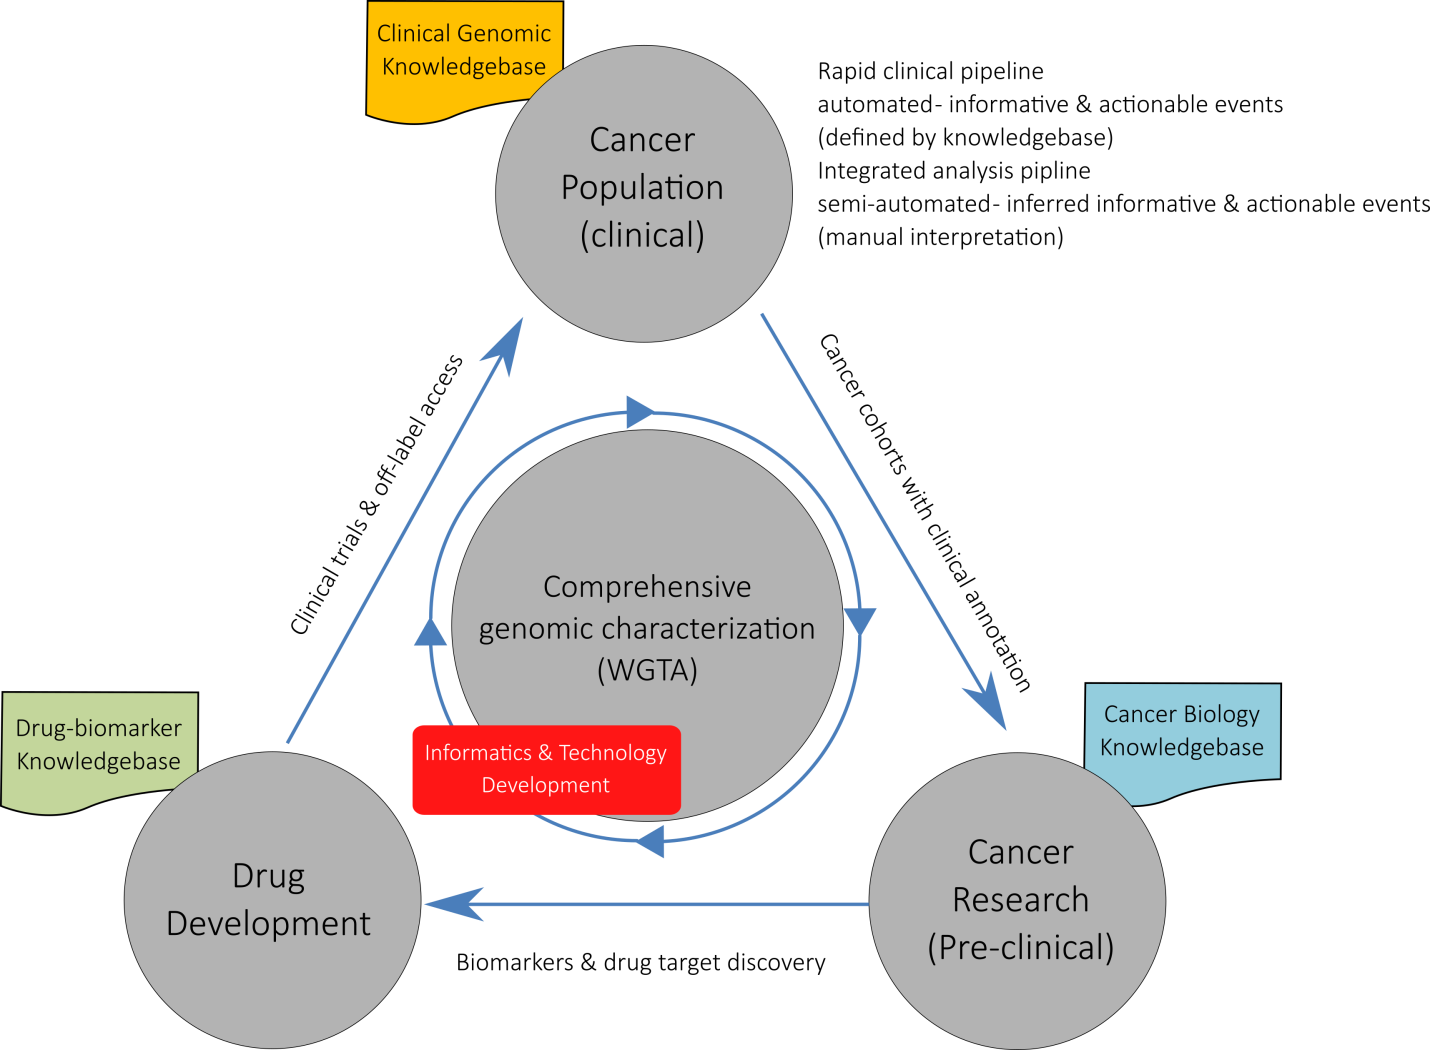 Clinical Genomic
Knowledgebase
Cancer
Population
(clinical)
Rapid clinical pipeline
automated- informative & actionable events
(defined by knowledgebase)
Integrated analysis pipline
semi-automated- inferred informative & actionable events
(manual interpretation)
Clinical trials & off-label access
Cancer cohorts with clinical annotation
Comprehensive
genomic characterization
(WGTA)
Informatics & Technology
Development
Drug-biomarker
Knowledgebase
Drug
Development
Cancer Biology
Knowledgebase
Cancer
Research
(Pre-clinical)
Biomarkers & drug target discovery